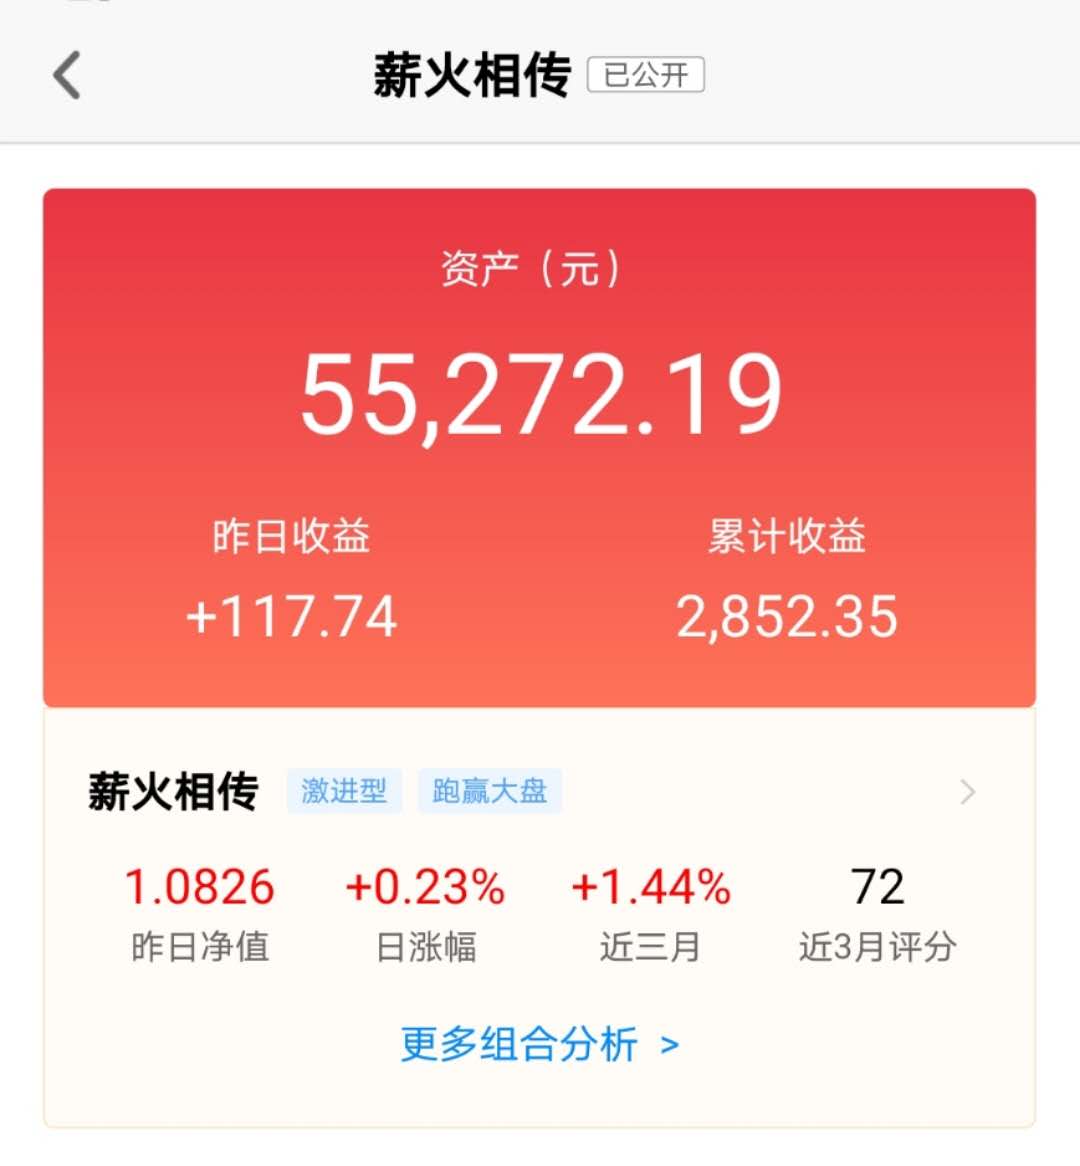 薪火相传 已公开
资产（元）
55,272.19
昨日收益 累计收益
+117.74 2,852.35
薪火相传 激进型 跑赢大盘
1.0826 +0.23% +1.44% 72
昨日净值 日涨幅 近三月 近3月评分
更多组合分析 >